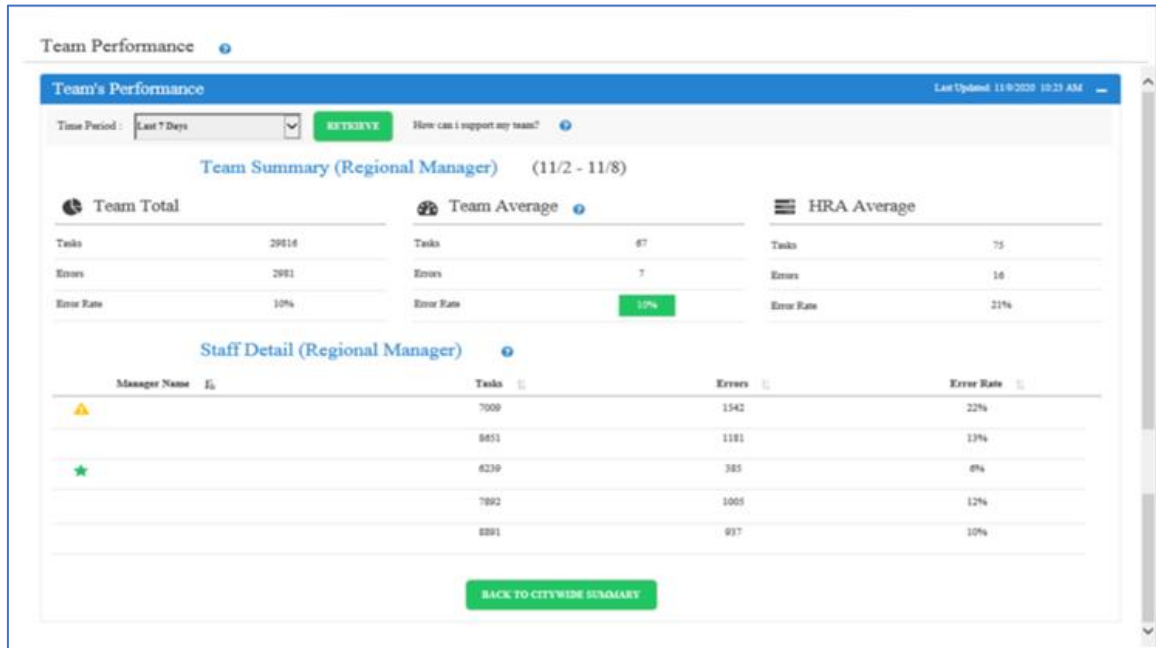 Team Performance
Team's Performance Last Updated: 11/9/2020 10:23 AM
Time Period : Last 7 Days RETRIEVE How can i support my team?
Team Summary (Regional Manager) (11/2 - 11/8)
Team Total Team Average HRA Average
Tasks 29816 Tasks 67 Tasks 75
Errors 2981 Errors 7 Errors 16
Error Rate 10% Error Rate 10% Error Rate 21%
Staff Detail (Regional Manager)
Manager Name Tasks Errors Error Rate
7009 1542 22%
8651 1181 13%
6239 385 6%
7892 1005 12%
8891 937 10%
BACK TO CITYWIDE SUMMARY